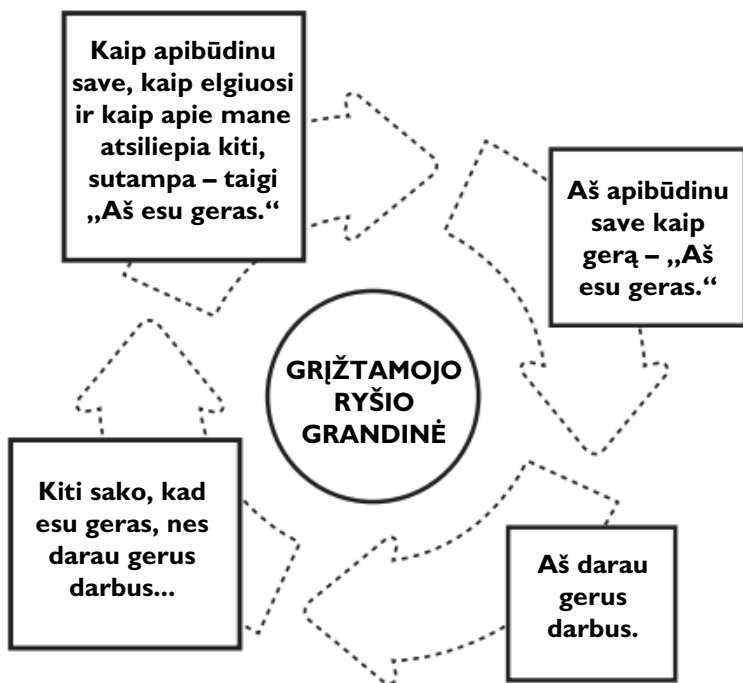 Kaip apibūdinu
save, kaip elgiuosi
ir kaip apie mane
atsiliepia kiti,
sutampa – taigi
„Aš esu geras.“
Aš apibūdinu
save kaip
gerą – „Aš
esu geras.“
GRĮŽTAMOJO
RYŠIO
GRANDINĖ
Kiti sako, kad
esu geras, nes
darau gerus
darbus...
Aš darau
gerus
darbus.